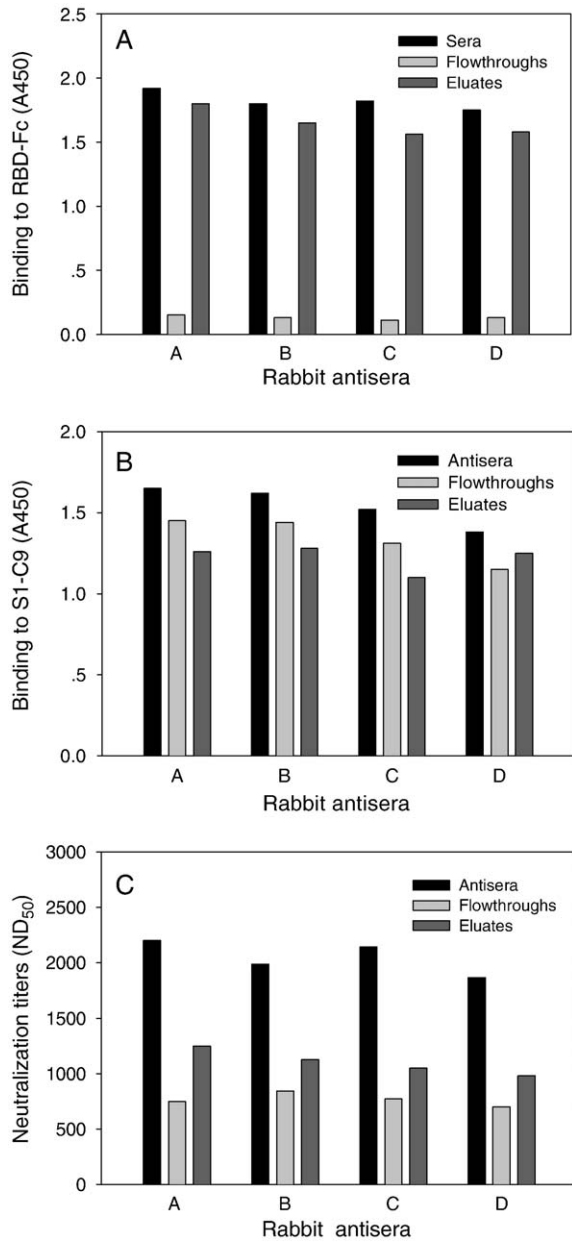 A
Sera
Flowthroughs
Eluates
Binding to RBD-Fc (A450)
2.5
2.0
1.5
1.0
.5
0.0
A B C D
Rabbit antisera
B
Antisera
Flowthroughs
Eluates
Binding to S1-C9 (A450)
2.0
1.5
1.0
.5
0.0
A B C D
Rabbit antisera
C
Antisera
Flowthroughs
Eluates
Neutralization titers (ND50)
3000
2500
2000
1500
1000
500
0
A B C D
Rabbit antisera